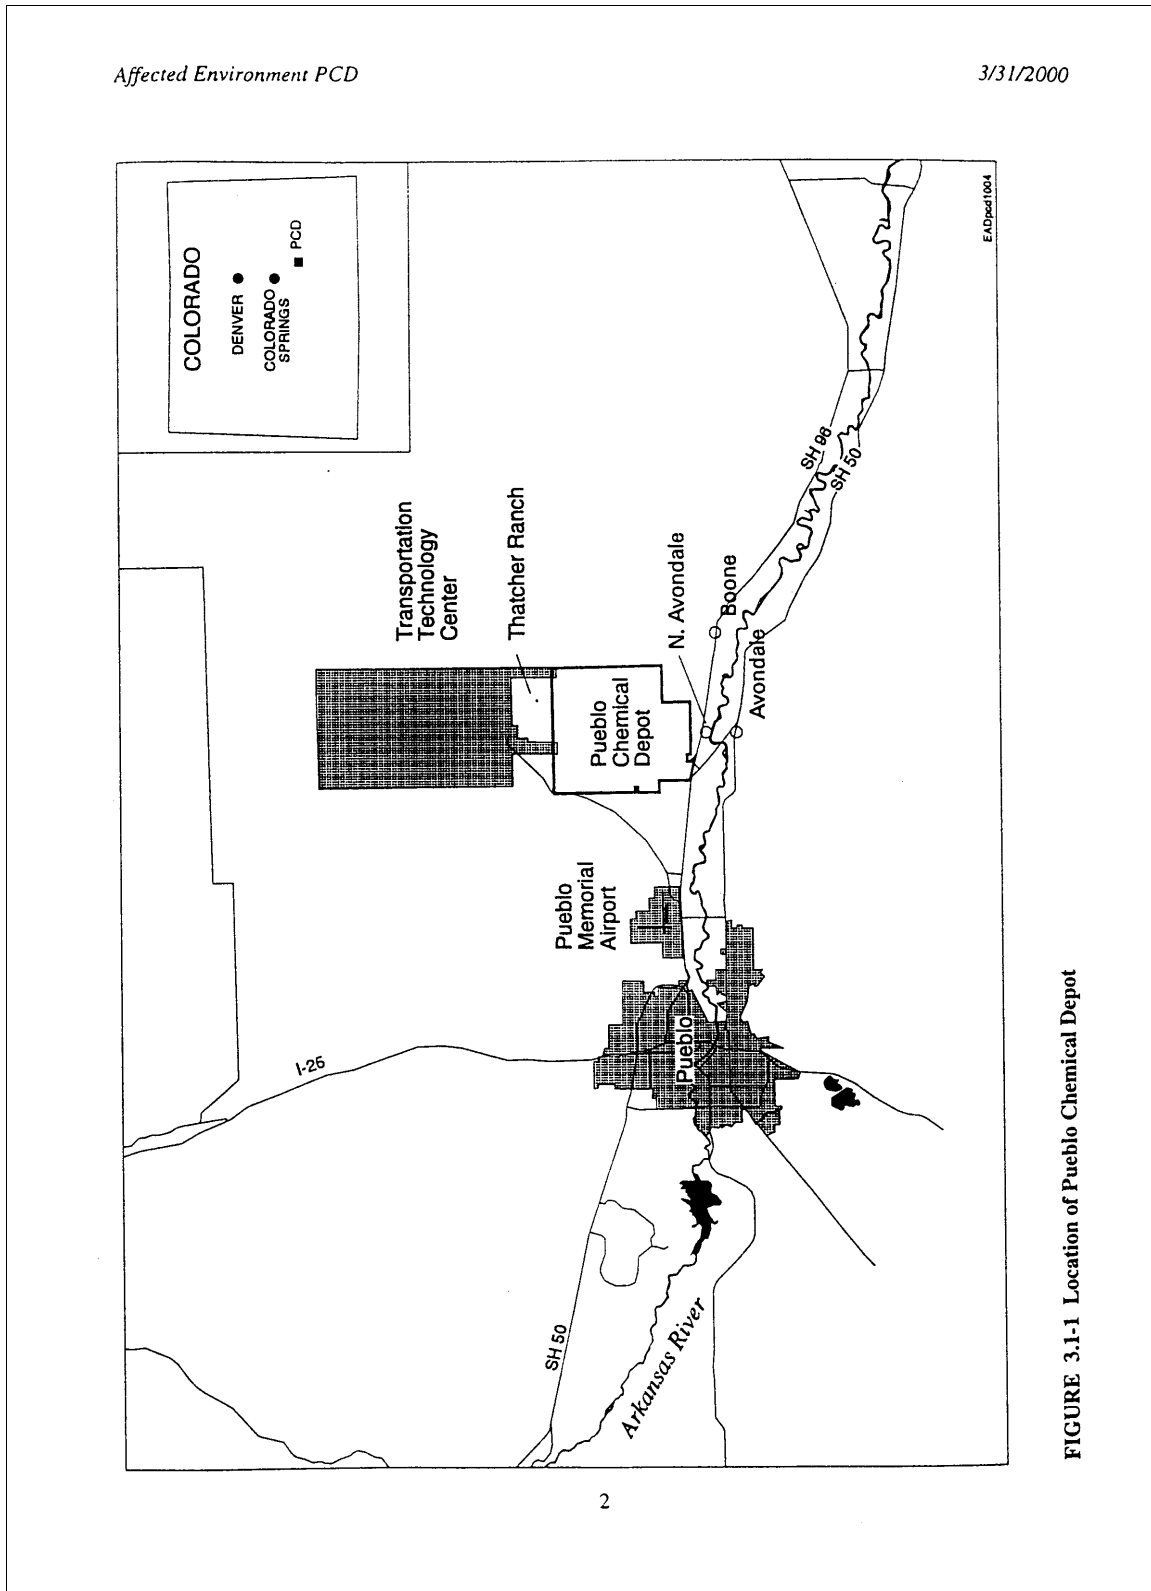 Affected Environment PCD
3/31/2000
COLORADO
DENVER
COLORADO
SPRINGS
PCD
I-25
Transportation
Technology
Center
Thatcher Ranch
Pueblo
Chemical
Depot
N. Avondale
Boone
Avondale
SH 96
SH 50
Pueblo
Memorial
Airport
Pueblo
SH 50
Arkansas River
EADpcd1004
FIGURE 3.1-1 Location of Pueblo Chemical Depot
2